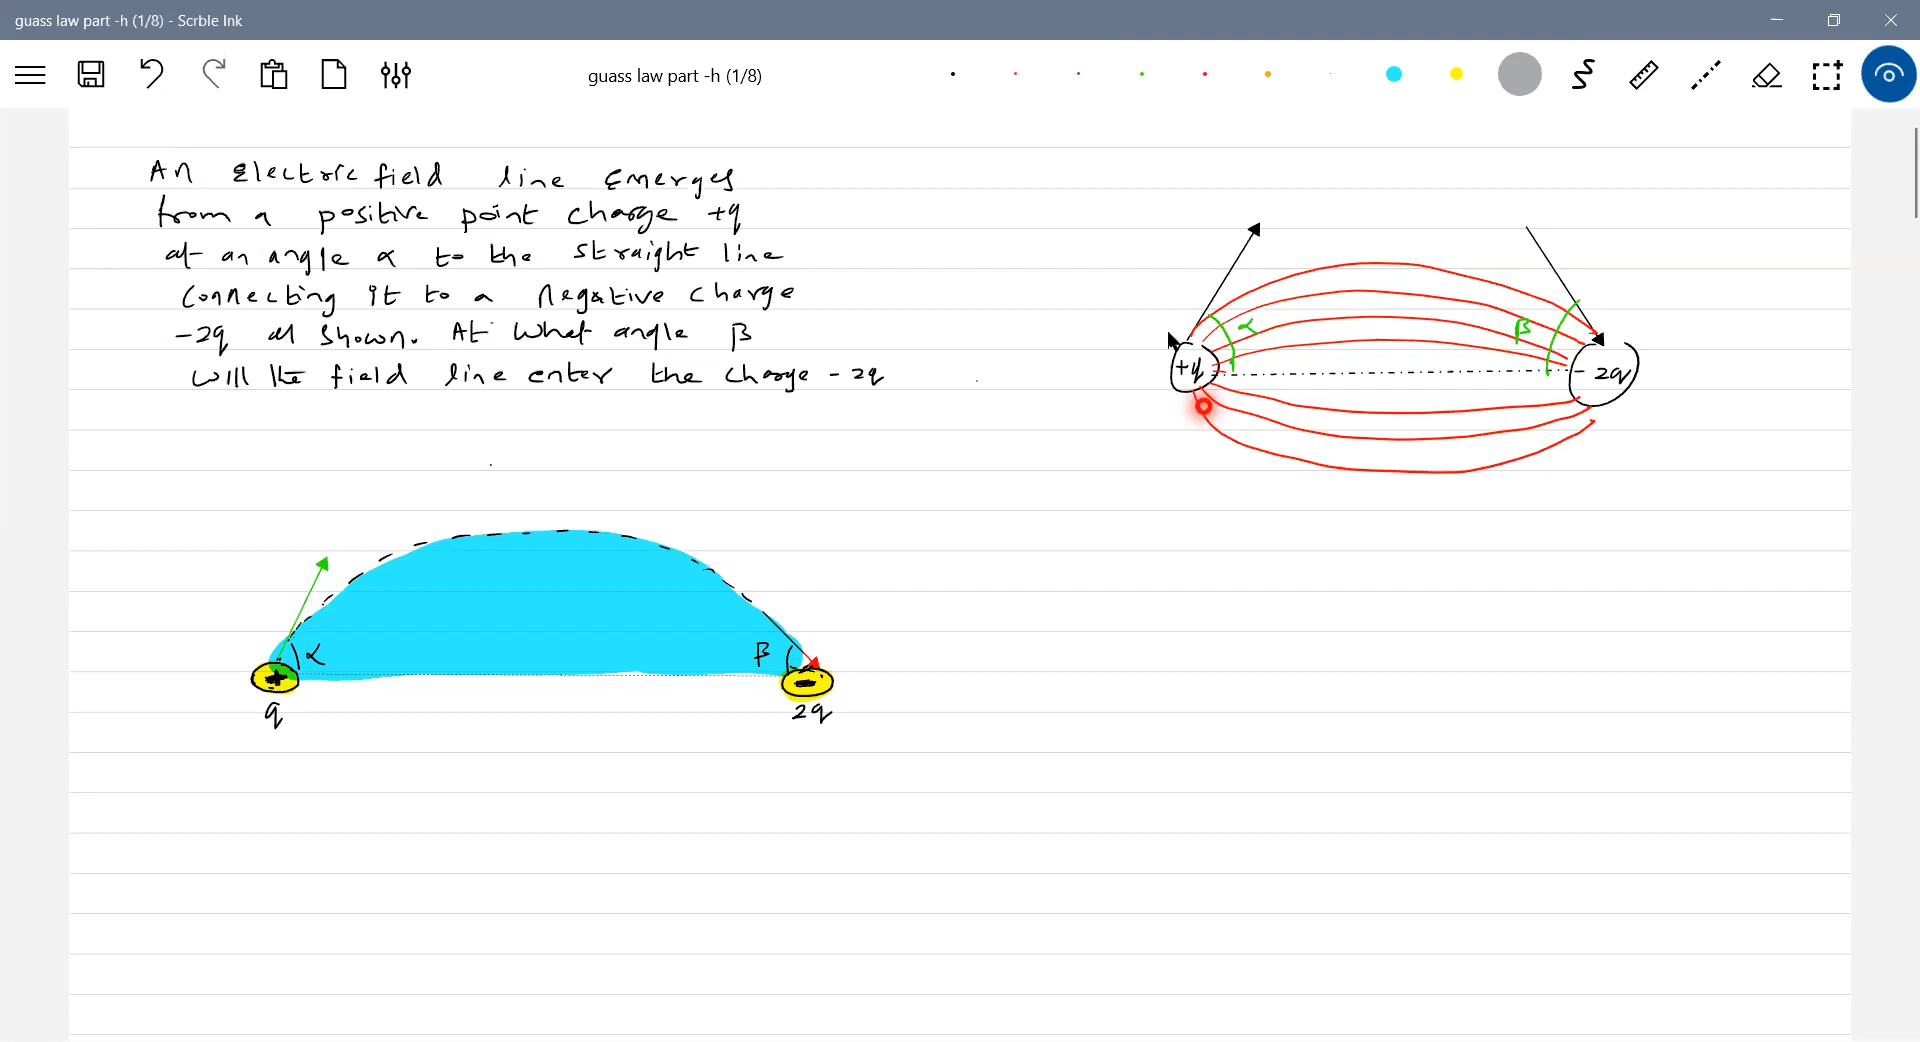 guass law part -h (1/8) - Scrble Ink
guass law part -h (1/8)
An Electric field line Emerges
from a positive point charge +q
at an angle α to the straight line
Connecting it to a negative charge
-2q as shown. At what angle β
will the field line enter the charge -2q
α
β
+q
- 2q
α
β
+
-
q
2q